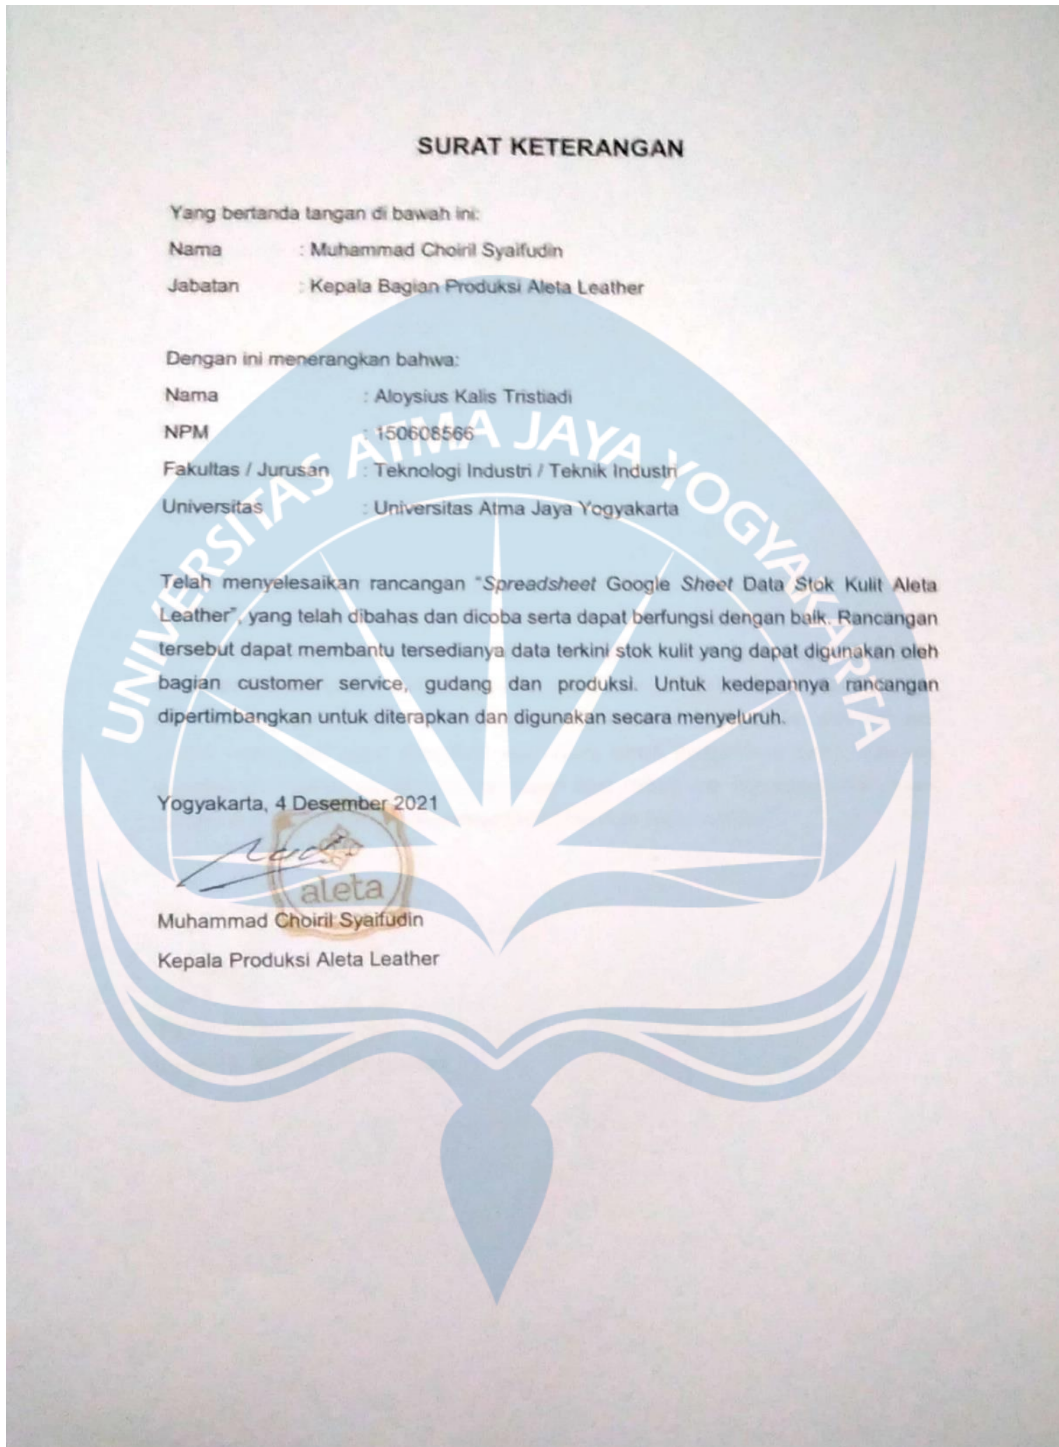 SURAT KETERANGAN
Yang bertanda tangan di bawah ini:
Nama : Muhammad Choiril Syaifudin
Jabatan : Kepala Bagian Produksi Aleta Leather
Dengan ini menerangkan bahwa:
Nama : Aloysius Kalis Tristiadi
NPM : 150608566
Fakultas / Jurusan : Teknologi Industri / Teknik Industri
Universitas : Universitas Atma Jaya Yogyakarta
UNIVERSITAS ATMA JAYA YOGYAKARTA
Telah menyelesaikan rancangan "Spreadsheet Google Sheet Data Stok Kulit Aleta
Leather", yang telah dibahas dan dicoba serta dapat berfungsi dengan baik. Rancangan
tersebut dapat membantu tersedianya data terkini stok kulit yang dapat digunakan oleh
bagian customer service, gudang dan produksi. Untuk kedepannya rancangan
dipertimbangkan untuk diterapkan dan digunakan secara menyeluruh.
Yogyakarta, 4 Desember 2021
aleta
Muhammad Choiril Syaifudin
Kepala Produksi Aleta Leather